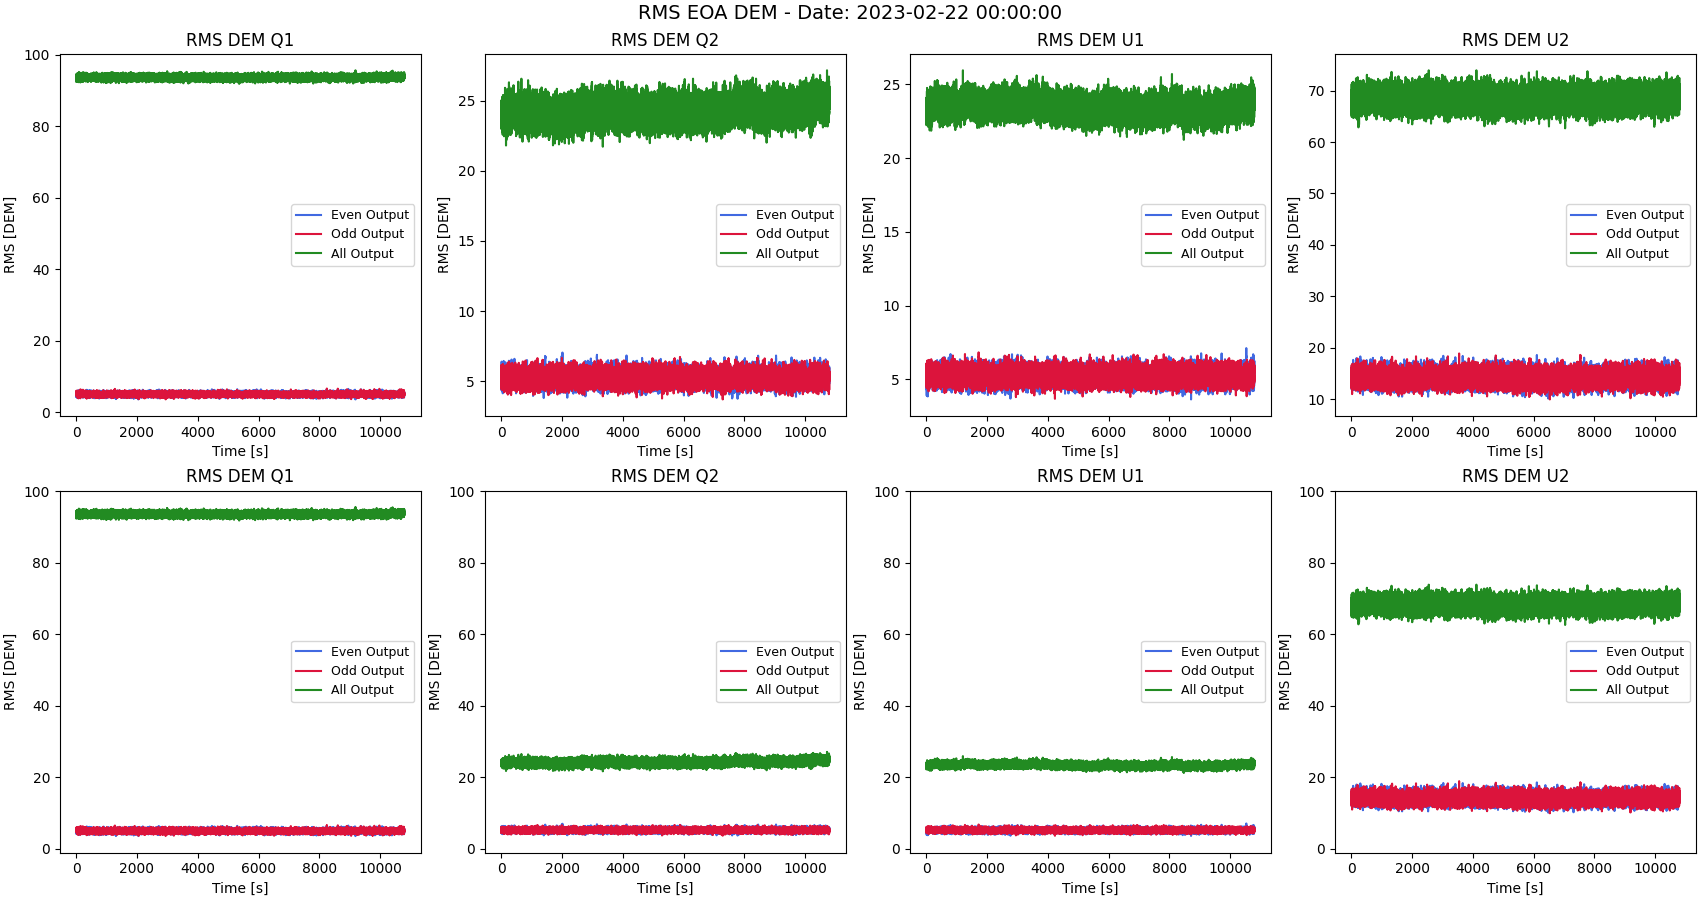 RMS EOA DEM - Date: 2023-02-22 00:00:00
RMS DEM Q1
RMS [DEM]
100
80
60
40
20
0
Even Output
Odd Output
All Output
0 2000 4000 6000 8000 10000
Time [s]
RMS DEM Q2
RMS [DEM]
25
20
15
10
5
Even Output
Odd Output
All Output
0 2000 4000 6000 8000 10000
Time [s]
RMS DEM U1
RMS [DEM]
25
20
15
10
5
Even Output
Odd Output
All Output
0 2000 4000 6000 8000 10000
Time [s]
RMS DEM U2
RMS [DEM]
70
60
50
40
30
20
10
Even Output
Odd Output
All Output
0 2000 4000 6000 8000 10000
Time [s]
RMS DEM Q1
RMS [DEM]
100
80
60
40
20
0
Even Output
Odd Output
All Output
0 2000 4000 6000 8000 10000
Time [s]
RMS DEM Q2
RMS [DEM]
100
80
60
40
20
0
Even Output
Odd Output
All Output
0 2000 4000 6000 8000 10000
Time [s]
RMS DEM U1
RMS [DEM]
100
80
60
40
20
0
Even Output
Odd Output
All Output
0 2000 4000 6000 8000 10000
Time [s]
RMS DEM U2
RMS [DEM]
100
80
60
40
20
0
Even Output
Odd Output
All Output
0 2000 4000 6000 8000 10000
Time [s]